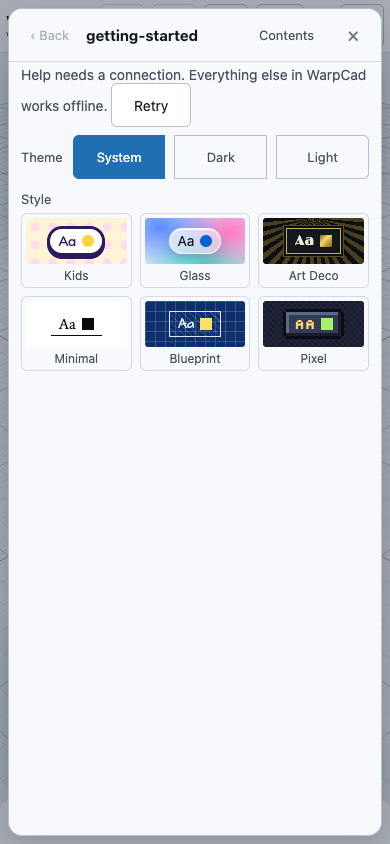 ‹ Back getting-started Contents ×
Help needs a connection. Everything else in WarpCad
works offline. Retry
Theme System Dark Light
Style
Aa Aa Aa
Kids Glass Art Deco
Aa Aa AA
Minimal Blueprint Pixel